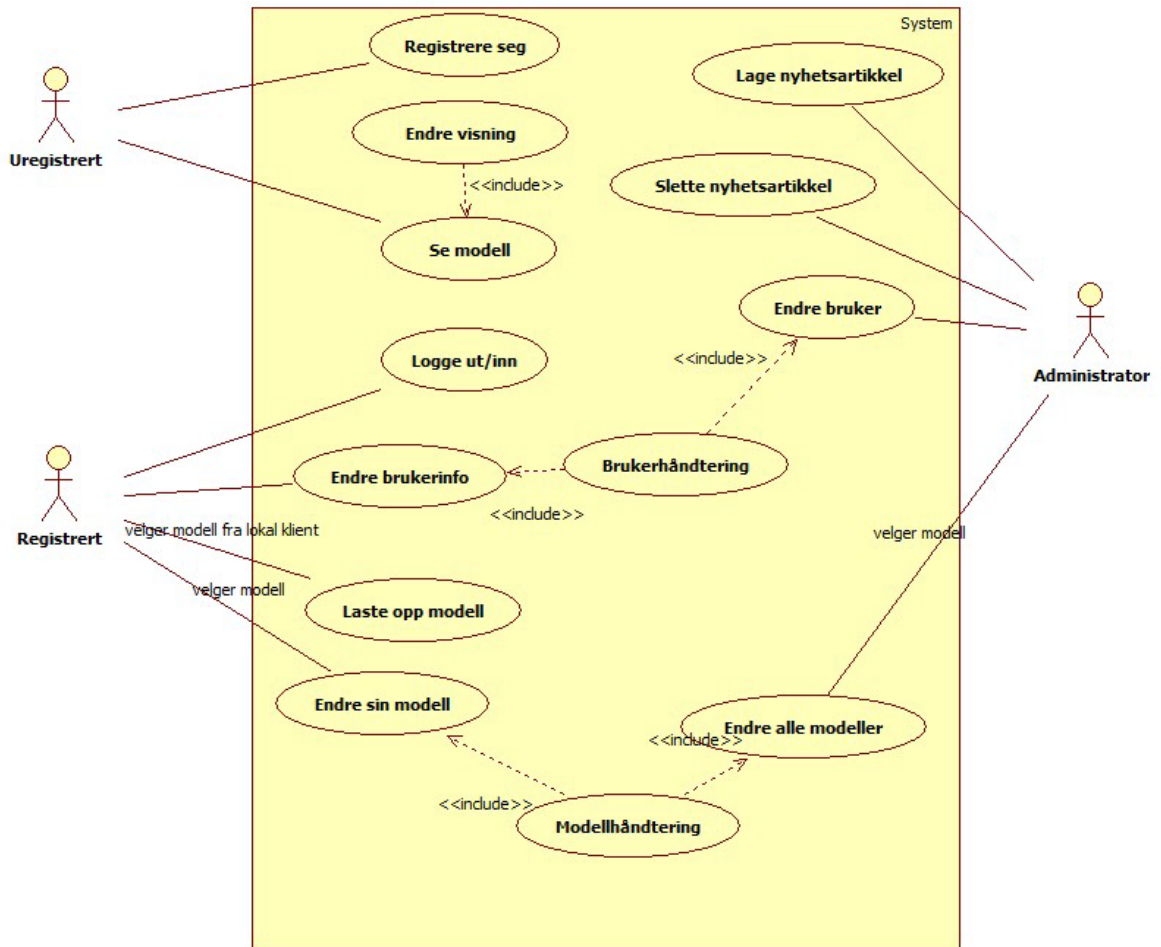 System
Registrere seg
Lage nyhetsartikkel
Uregistrert
Endre visning
<<include>>
Slette nyhetsartikkel
Se modell
Endre bruker
<<include>>
Logge ut/inn
Administrator
Endre brukerinfo
Brukerhåndtering
<<include>>
Registrert
velger modell fra lokal klient
velger modell
velger modell
Laste opp modell
Endre sin modell
Endre alle modeller
<<include>>
<<include>>
Modellhåndtering